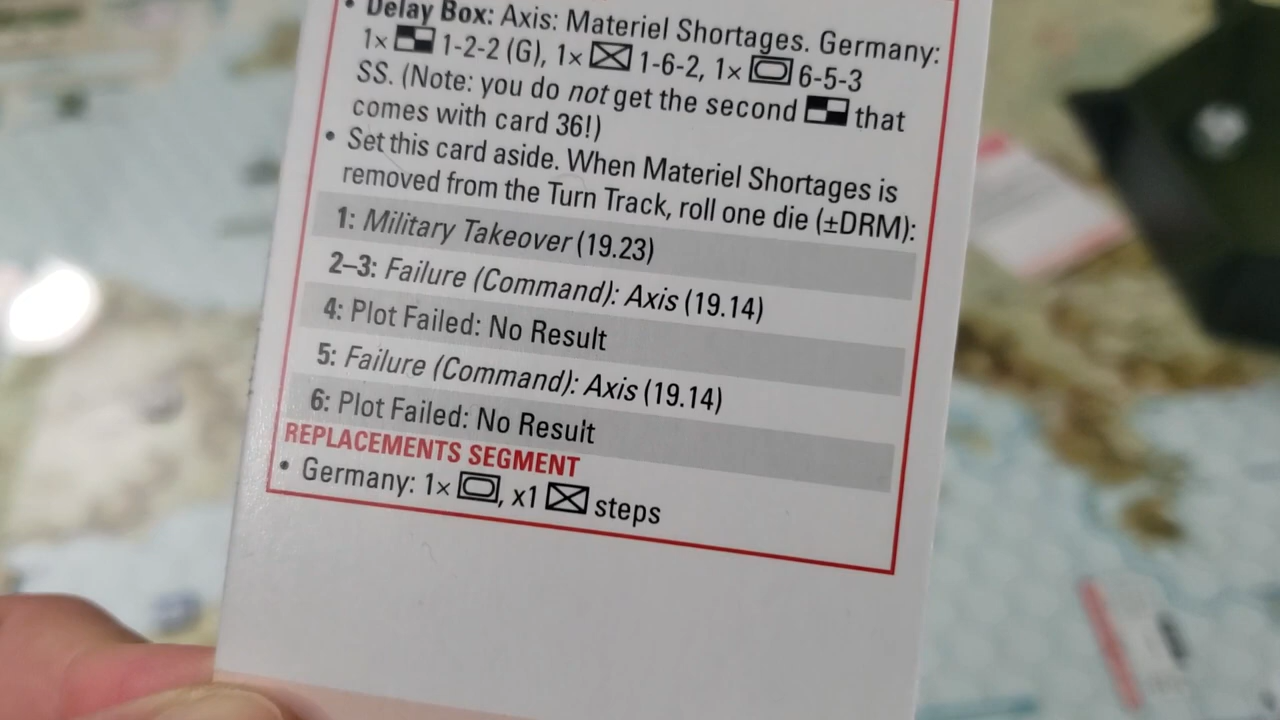 • Delay Box: Axis: Materiel Shortages. Germany:
1× 1-2-2 (G), 1× 1-6-2, 1× 6-5-3
SS. (Note: you do not get the second that
comes with card 36!)
• Set this card aside. When Materiel Shortages is
removed from the Turn Track, roll one die (±DRM):
1: Military Takeover (19.23)
2–3: Failure (Command): Axis (19.14)
4: Plot Failed: No Result
5: Failure (Command): Axis (19.14)
6: Plot Failed: No Result
REPLACEMENTS SEGMENT
• Germany: 1× , x1 steps